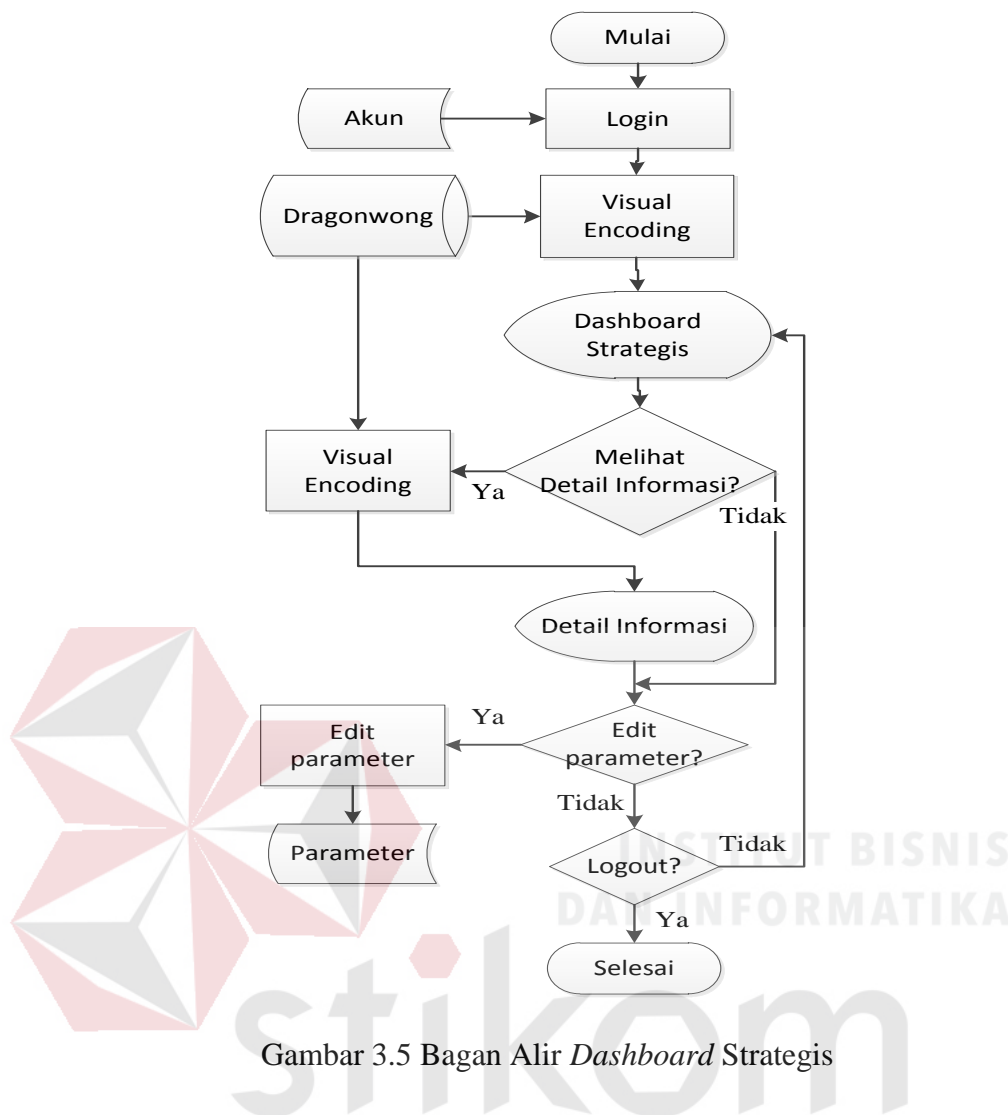 Mulai
Akun
Login
Dragonwong
Visual
Encoding
Dashboard
Strategis
Visual
Encoding
Melihat
Detail Informasi?
Ya
Tidak
Detail Informasi
Ya
Edit
parameter
Edit
parameter?
Tidak
Parameter
Logout?
Tidak
INSTITUT BISNIS
DAN INFORMATIKA
Ya
Selesai
stikom
Gambar 3.5 Bagan Alir Dashboard Strategis